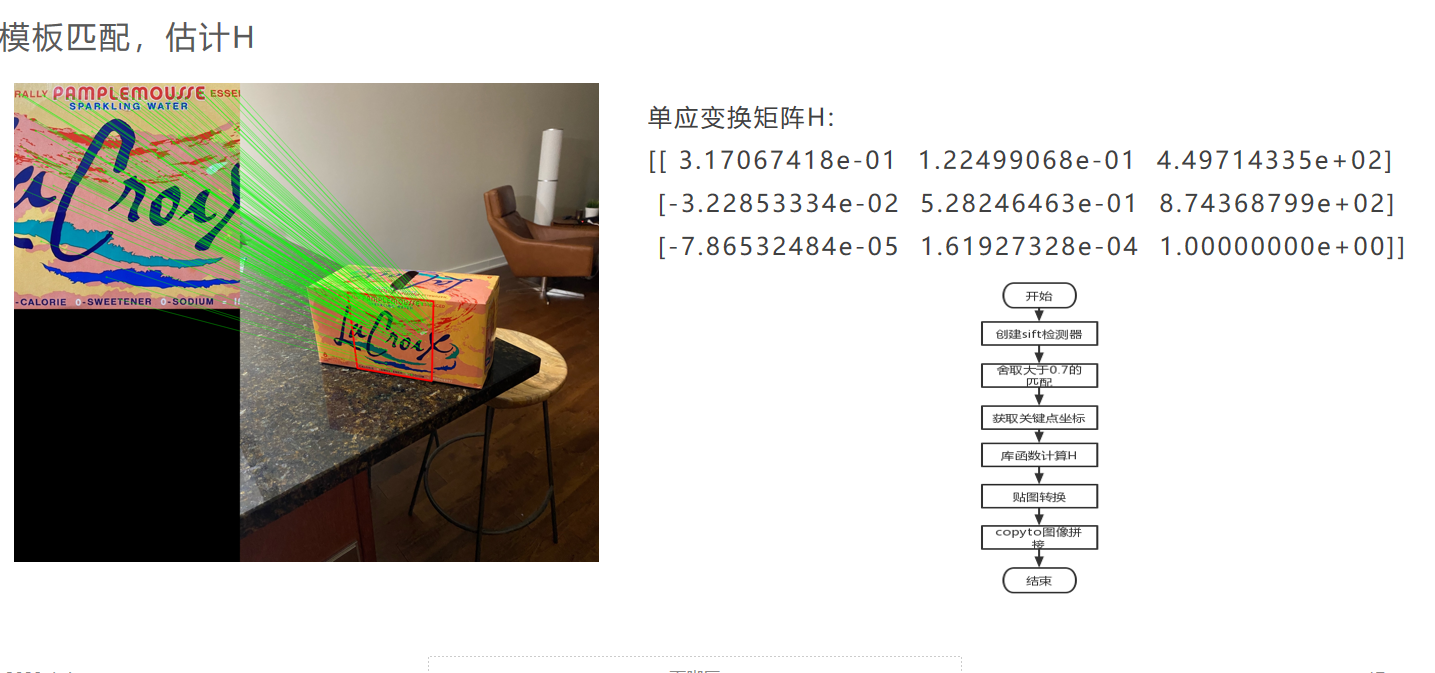 模板匹配，估计H
RALLY PAMPLEMOUSSE ESSE
SPARKLING WATER
LaCroix
-CALORIE 0-SWEETENER 0-SODIUM =
LaCroix
单应变换矩阵H:
[[ 3.17067418e-01 1.22499068e-01 4.49714335e+02]
[-3.22853334e-02 5.28246463e-01 8.74368799e+02]
[-7.86532484e-05 1.61927328e-04 1.00000000e+00]]
开始
创建sift检测器
舍取大于0.7的
匹配
获取关键点坐标
库函数计算H
贴图转换
copyto图像拼
接
结束